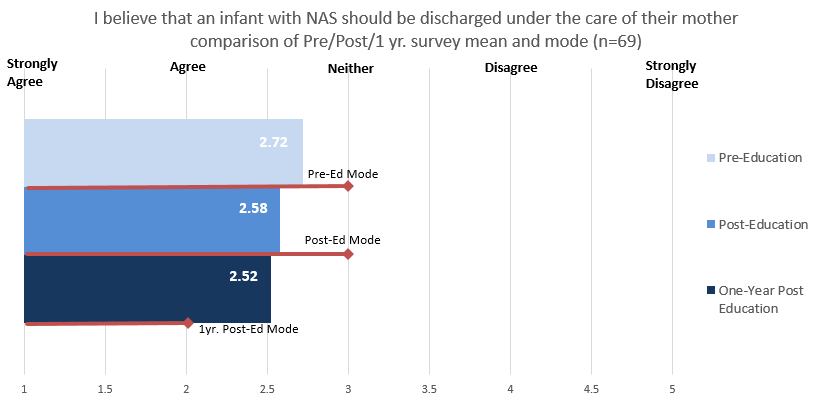 I believe that an infant with NAS should be discharged under the care of their mother
comparison of Pre/Post/1 yr. survey mean and mode (n=69)
Strongly
Agree
Agree
Neither
Disagree
Strongly
Disagree
2.72
Pre-Ed Mode
2.58
Post-Ed Mode
2.52
1yr. Post-Ed Mode
Pre-Education
Post-Education
One-Year Post
Education
1 1.5 2 2.5 3 3.5 4 4.5 5